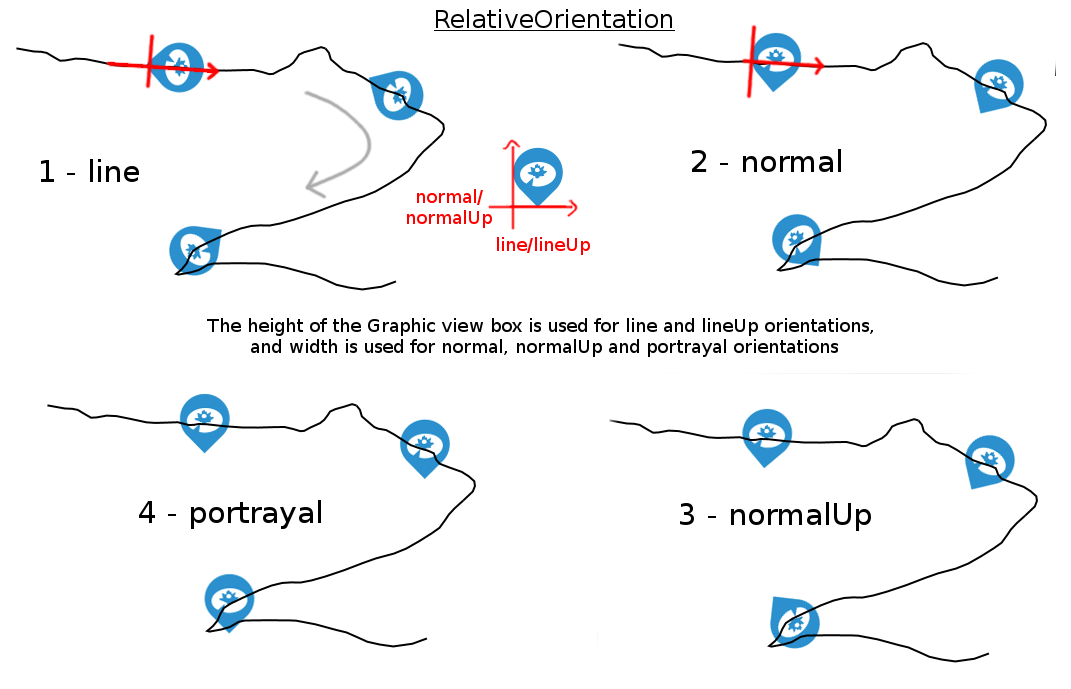 RelativeOrientation
1 - line
2 - normal
normal/
normalUp
line/lineUp
The height of the Graphic view box is used for line and lineUp orientations,
and width is used for normal, normalUp and portrayal orientations
4 - portrayal
3 - normalUp